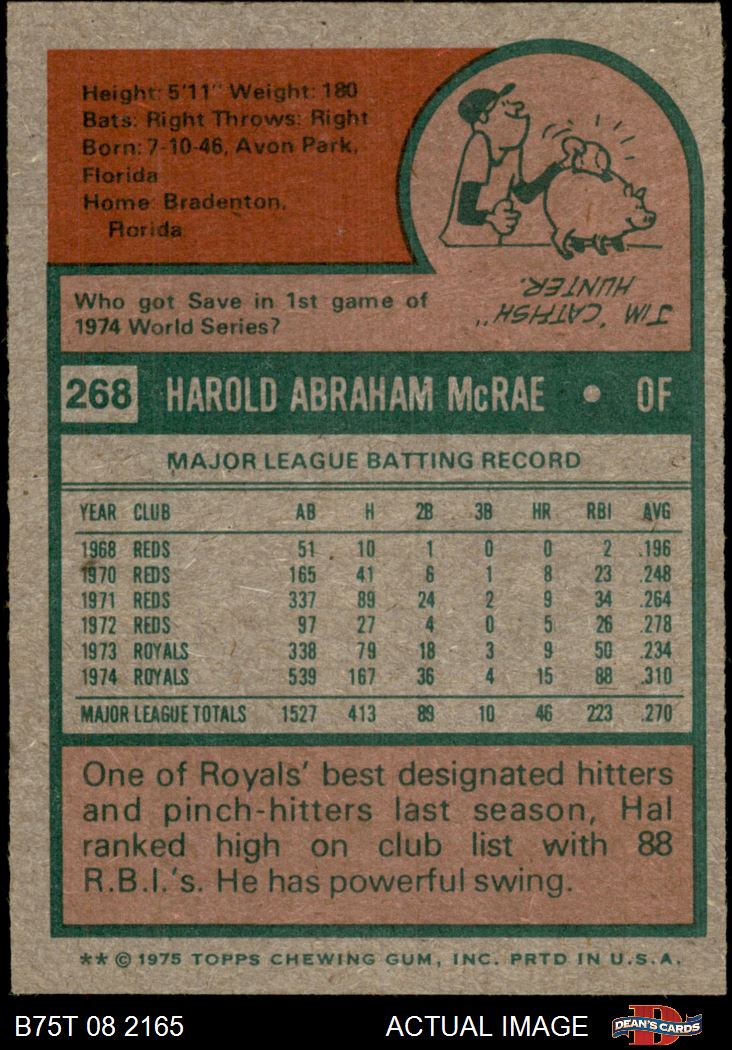 Height: 5'11" Weight: 180
Bats: Right Throws: Right
Born: 7-10-46, Avon Park,
Florida
Home: Bradenton,
Florida
Who got Save in 1st game of
1974 World Series?
JIM "CATFISH"
HUNTER.
268 HAROLD ABRAHAM McRAE • OF
MAJOR LEAGUE BATTING RECORD
YEAR CLUB AB H 2B 3B HR RBI AVG
1968 REDS 51 10 1 0 0 2 .196
1970 REDS 165 41 6 1 8 23 .248
1971 REDS 337 89 24 2 9 34 .264
1972 REDS 97 27 4 0 5 26 .278
1973 ROYALS 338 79 18 3 9 50 .234
1974 ROYALS 539 167 36 4 15 88 .310
MAJOR LEAGUE TOTALS 1527 413 89 10 46 223 .270
One of Royals' best designated hitters
and pinch-hitters last season, Hal
ranked high on club list with 88
R.B.I.'s. He has powerful swing.
** © 1975 TOPPS CHEWING GUM, INC. PRTD IN U.S.A.
B75T 08 2165 ACTUAL IMAGE D DEAN'S CARDS